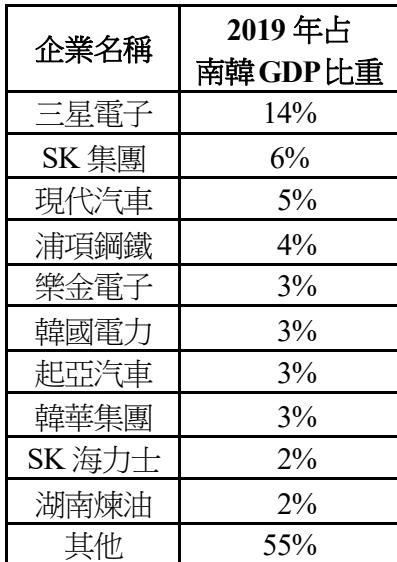 企業名稱 2019 年占
南韓GDP比重
三星電子 14%
SK 集團 6%
現代汽車 5%
浦項鋼鐵 4%
樂金電子 3%
韓國電力 3%
起亞汽車 3%
韓華集團 3%
SK 海力士 2%
湖南煉油 2%
其他 55%